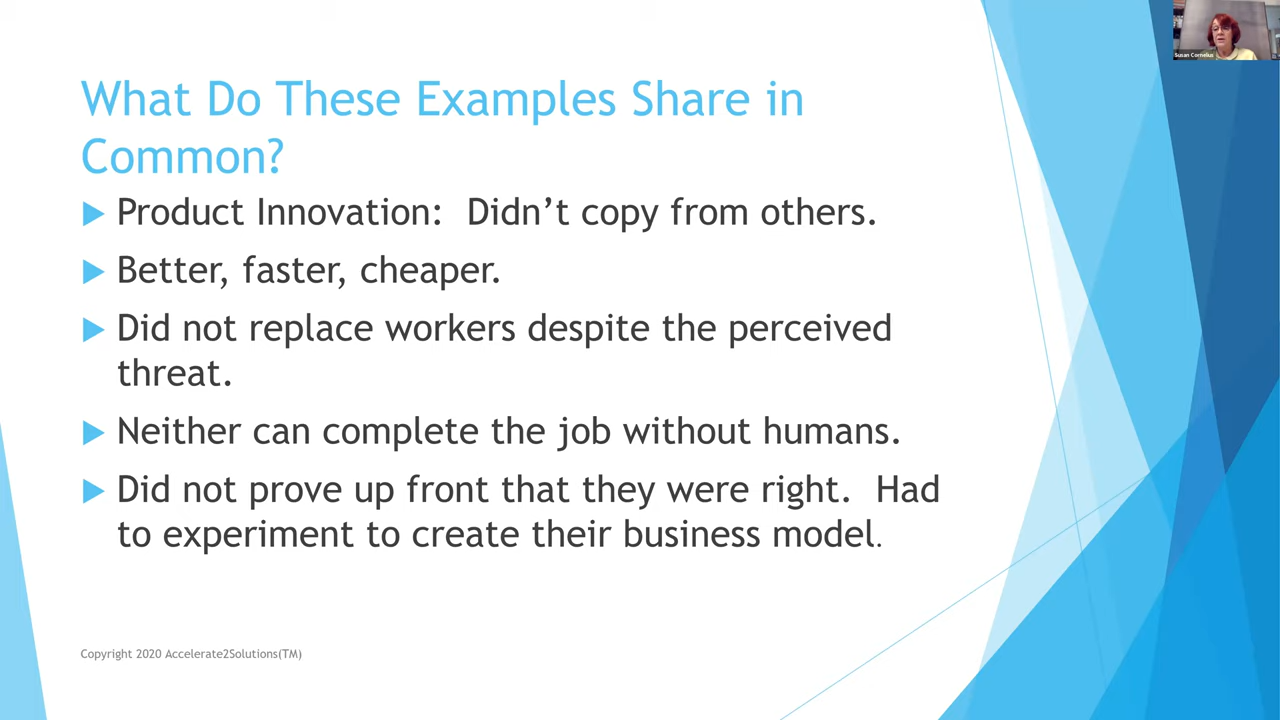 Susan Cornelius
What Do These Examples Share in
Common?
Product Innovation:  Didn’t copy from others.
Better, faster, cheaper.
Did not replace workers despite the perceived
threat.
Neither can complete the job without humans.
Did not prove up front that they were right.  Had
to experiment to create their business model.
Copyright 2020 Accelerate2Solutions(TM)